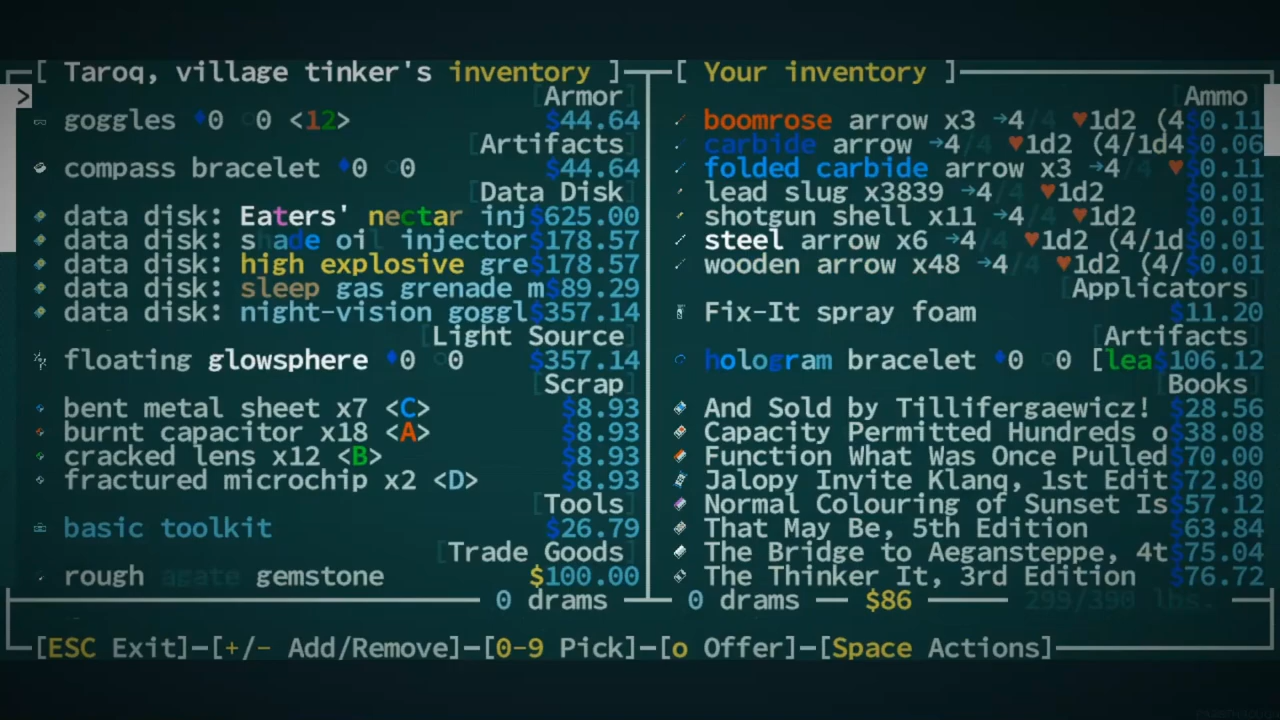 [ Taroq, village tinker's inventory ]
>
[Armor]
goggles ♦0 ○0 <12> $44.64
[Artifacts]
compass bracelet ♦0 ○0 $44.64
[Data Disk]
data disk: Eaters' nectar inj $625.00
data disk: shade oil injector $178.57
data disk: high explosive gre $178.57
data disk: sleep gas grenade m $89.29
data disk: night-vision goggl $357.14
[Light Source]
floating glowsphere ♦0 ○0 $357.14
[Scrap]
bent metal sheet x7 <C> $8.93
burnt capacitor x18 <A> $8.93
cracked lens x12 <B> $8.93
fractured microchip x2 <D> $8.93
[Tools]
basic toolkit $26.79
[Trade Goods]
rough agate gemstone $100.00
0 drams
[ Your inventory ]
[Ammo]
boomrose arrow x3 →4/4 ♥1d2 (4 $0.11
carbide arrow →4/4 ♥1d2 (4/1d4 $0.06
folded carbide arrow x3 →4/4 ♥ $0.11
lead slug x3839 →4/4 ♥1d2 $0.01
shotgun shell x11 →4/4 ♥1d2 $0.01
steel arrow x6 →4/4 ♥1d2 (4/1d $0.01
wooden arrow x48 →4/4 ♥1d2 (4/ $0.01
[Applicators]
Fix-It spray foam $11.20
[Artifacts]
hologram bracelet ♦0 ○0 [lea $106.12
[Books]
And Sold by Tillifergaewicz! $28.56
Capacity Permitted Hundreds o $38.08
Function What Was Once Pulled $70.00
Jalopy Invite Klanq, 1st Edit $72.80
Normal Colouring of Sunset Is $57.12
That May Be, 5th Edition $63.84
The Bridge to Aegansteppe, 4t $75.04
The Thinker It, 3rd Edition $76.72
0 drams — $86 — 299/390 lbs.
[ESC Exit]—[+/- Add/Remove]—[0-9 Pick]—[o Offer]—[Space Actions]